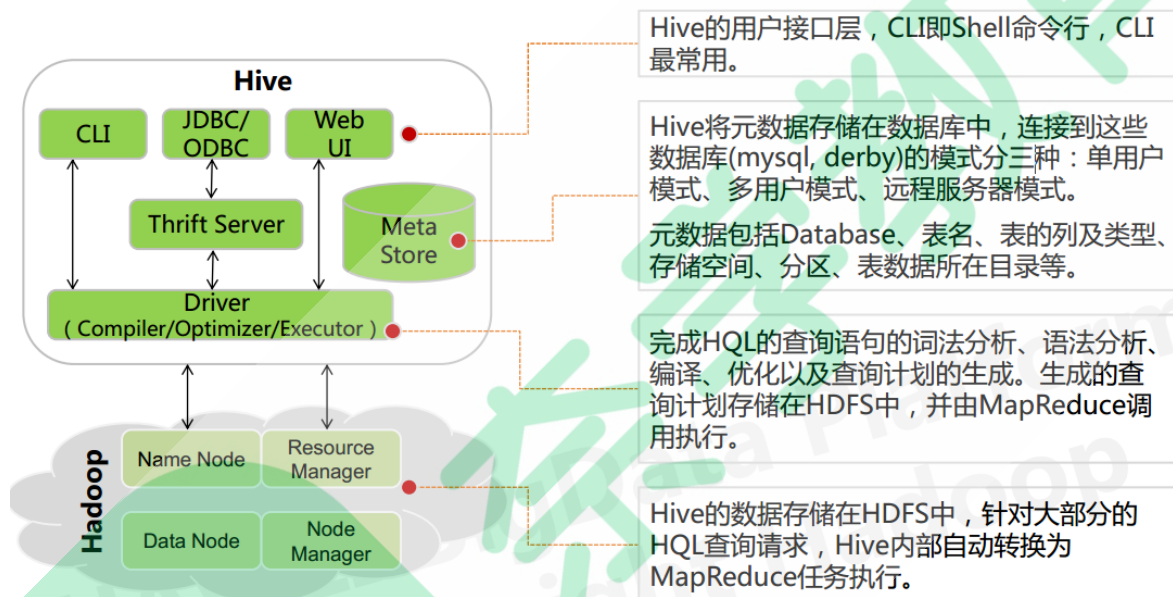 Hive
CLI
JDBC/
ODBC
Web
UI
Thrift Server
Meta
Store
Driver
（Compiler/Optimizer/Executor）
Hadoop
Name Node
Resource
Manager
Data Node
Node
Manager
Hive的用户接口层，CLI即Shell命令行，CLI
最常用。
Hive将元数据存储在数据库中，连接到这些
数据库(mysql, derby)的模式分三种：单用户
模式、多用户模式、远程服务器模式。
元数据包括Database、表名、表的列及类型、
存储空间、分区、表数据所在目录等。
完成HQL的查询语句的词法分析、语法分析、
编译、优化以及查询计划的生成。生成的查
询计划存储在HDFS中，并由MapReduce调
用执行。
Hive的数据存储在HDFS中，针对大部分的
HQL查询请求，Hive内部自动转换为
MapReduce任务执行。
Data Platform